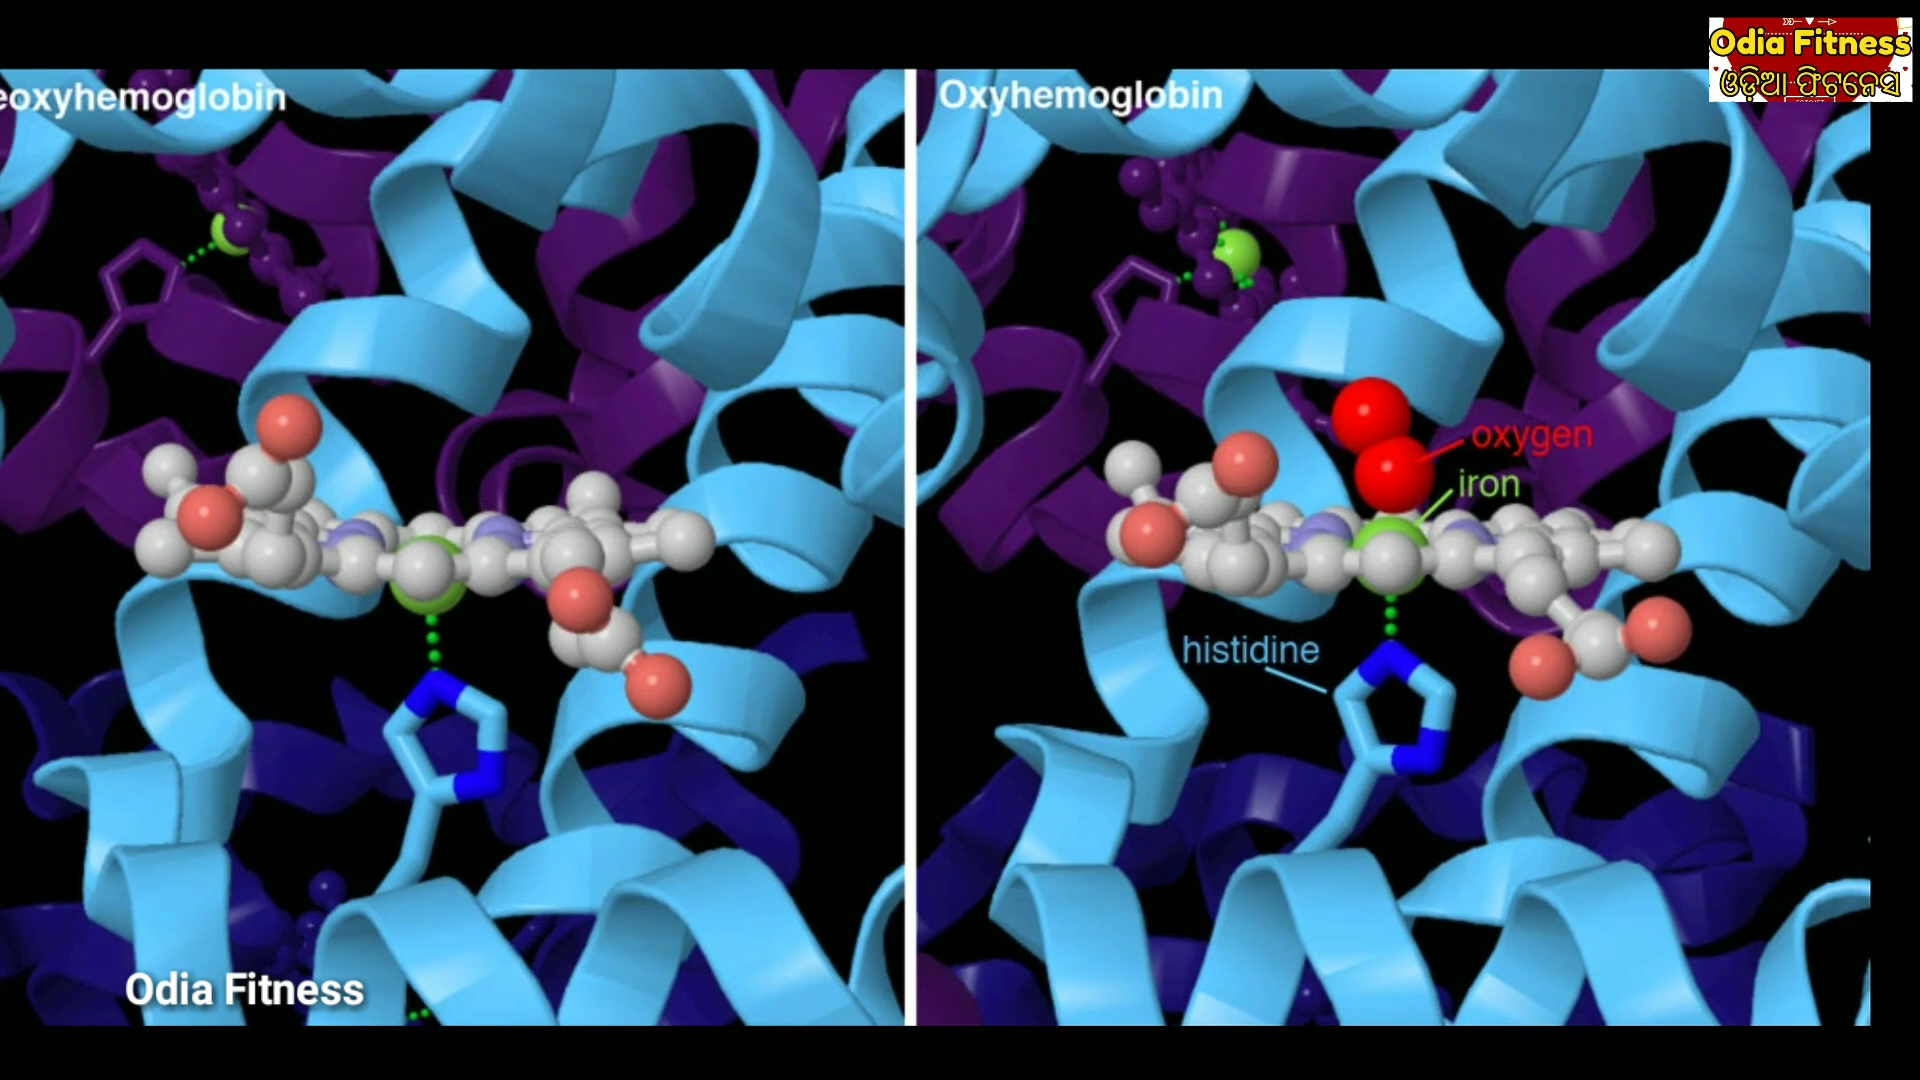 eoxyhemoglobin
Oxyhemoglobin
Odia Fitness
ଓଡ଼ିଆ ଫିଟନେସ
oxygen
iron
histidine
Odia Fitness